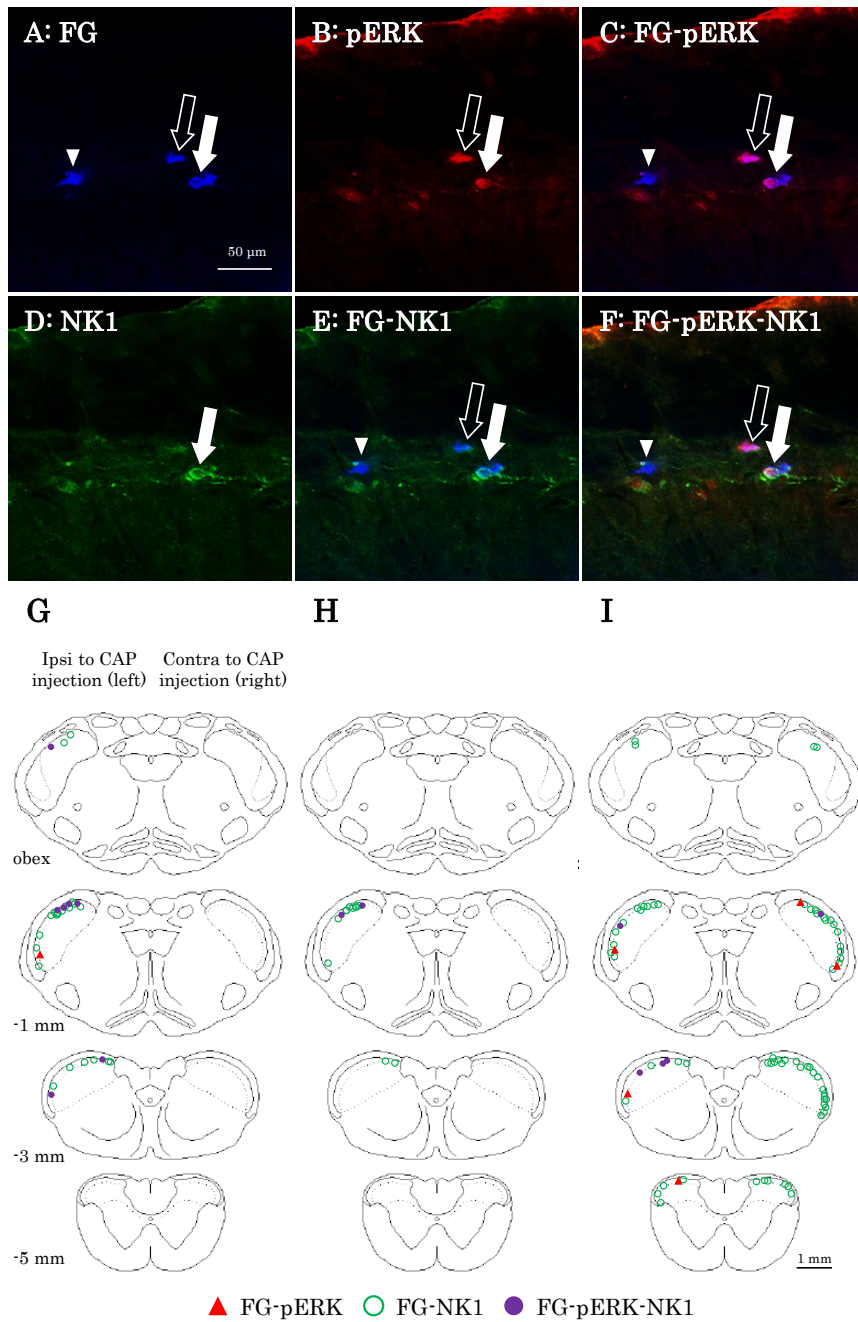 A: FG
B: pERK
C: FG-pERK
50 µm
D: NK1
E: FG-NK1
F: FG-pERK-NK1
G
H
I
Ipsi to CAP
injection (left)
Contra to CAP
injection (right)
obex
:
-1 mm
-3 mm
-5 mm
1 mm
FG-pERK
FG-NK1
FG-pERK-NK1